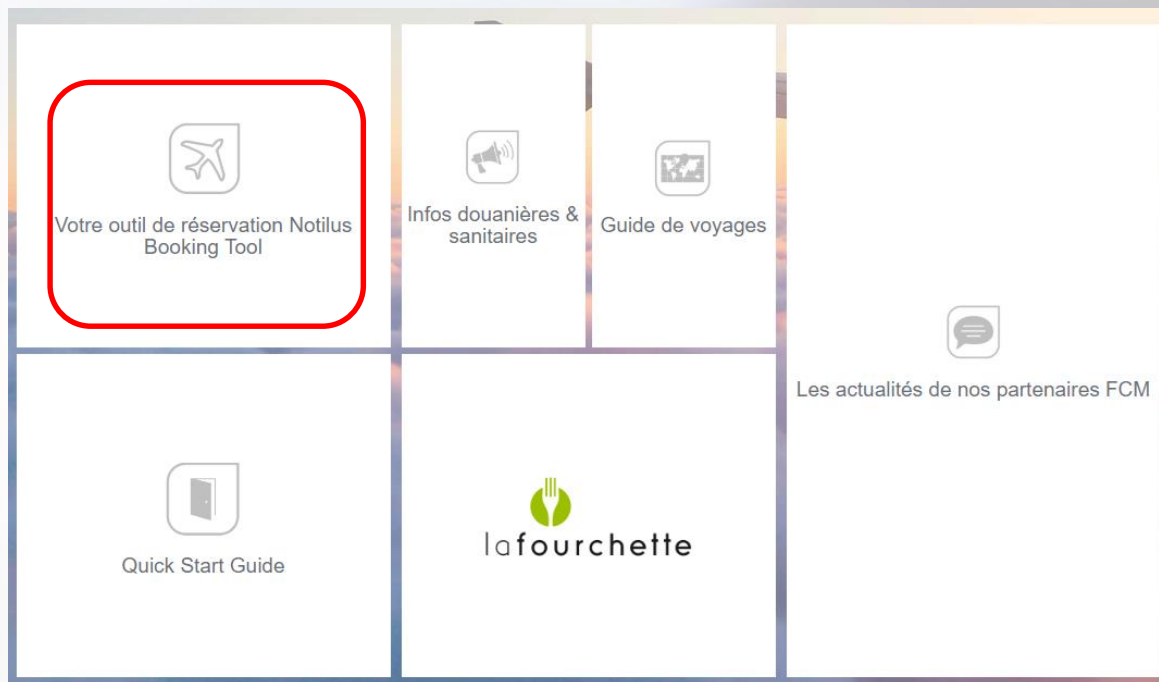 Votre outil de réservation Notilus
Booking Tool
Infos douanières &
sanitaires
Guide de voyages
Les actualités de nos partenaires FCM
Quick Start Guide
lafourchette